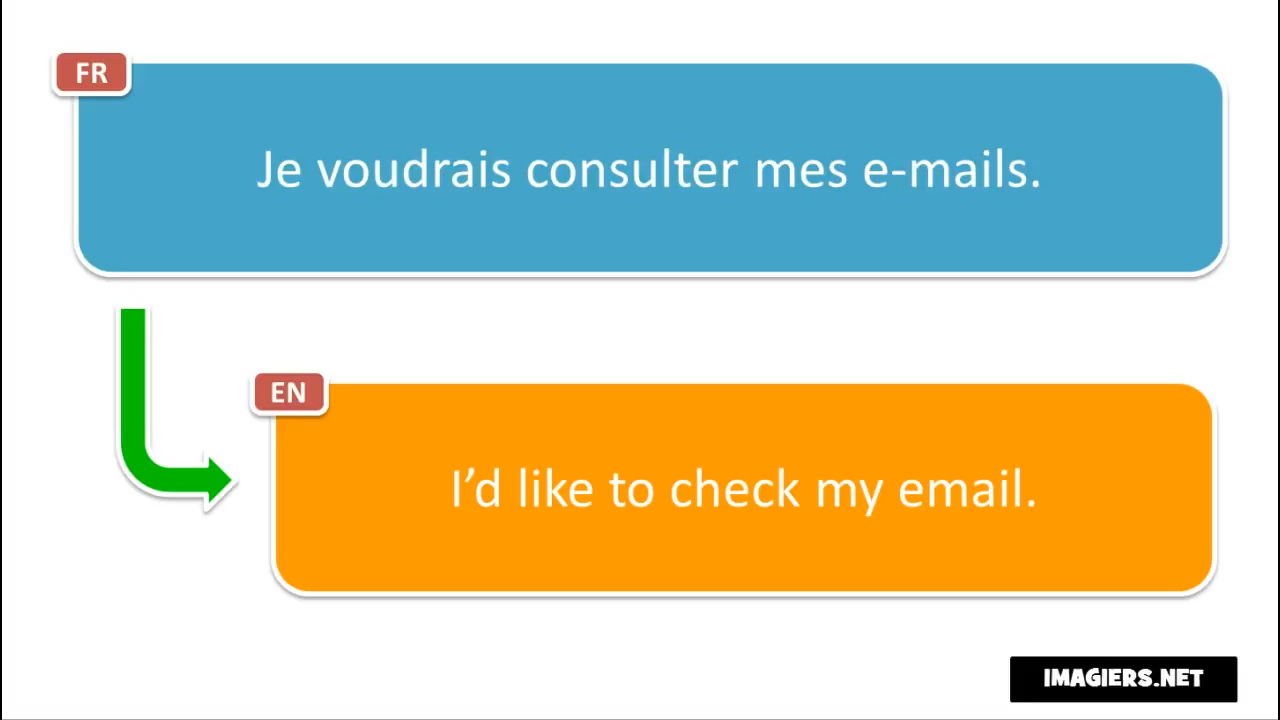 FR
Je voudrais consulter mes e-mails.
EN
I’d like to check my email.
IMAGIERS.NET